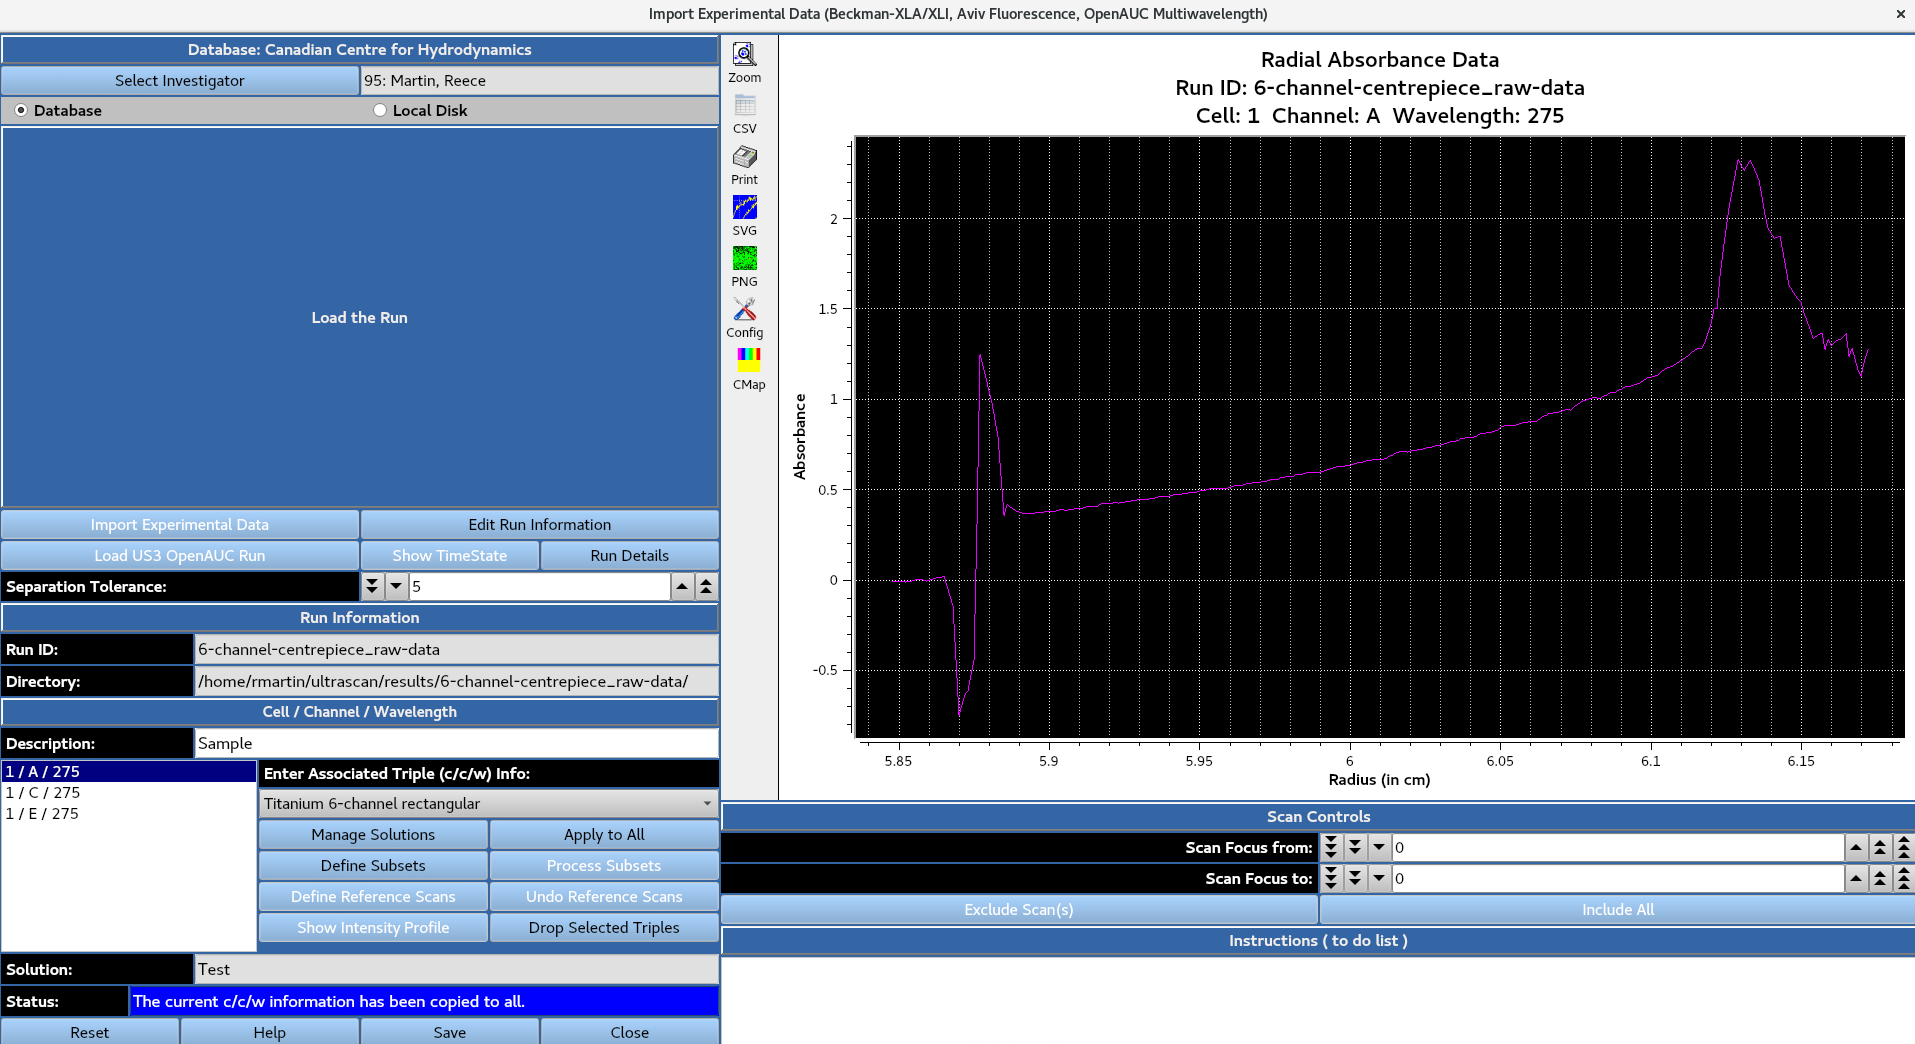 Import Experimental Data (Beckman-XLA/XLI, Aviv Fluorescence, OpenAUC Multiwavelength)
×
Database: Canadian Centre for Hydrodynamics
Select Investigator
95: Martin, Reece
Database
Local Disk
Load the Run
Import Experimental Data
Edit Run Information
Load US3 OpenAUC Run
Show TimeState
Run Details
Separation Tolerance:
5
Run Information
Run ID:
6-channel-centrepiece_raw-data
Directory:
/home/rmartin/ultrascan/results/6-channel-centrepiece_raw-data/
Cell / Channel / Wavelength
Description:
Sample
1 / A / 275
1 / C / 275
1 / E / 275
Enter Associated Triple (c/c/w) Info:
Titanium 6-channel rectangular
Manage Solutions
Apply to All
Define Subsets
Process Subsets
Define Reference Scans
Undo Reference Scans
Show Intensity Profile
Drop Selected Triples
Solution:
Test
Status:
The current c/c/w information has been copied to all.
Reset
Help
Save
Close
Zoom
CSV
Print
SVG
PNG
Config
CMap
Radial Absorbance Data
Run ID: 6-channel-centrepiece_raw-data
Cell: 1 Channel: A Wavelength: 275
Absorbance
2
1.5
1
0.5
0
-0.5
5.85
5.9
5.95
6
6.05
6.1
6.15
Radius (in cm)
Scan Controls
Scan Focus from:
0
Scan Focus to:
0
Exclude Scan(s)
Include All
Instructions ( to do list )